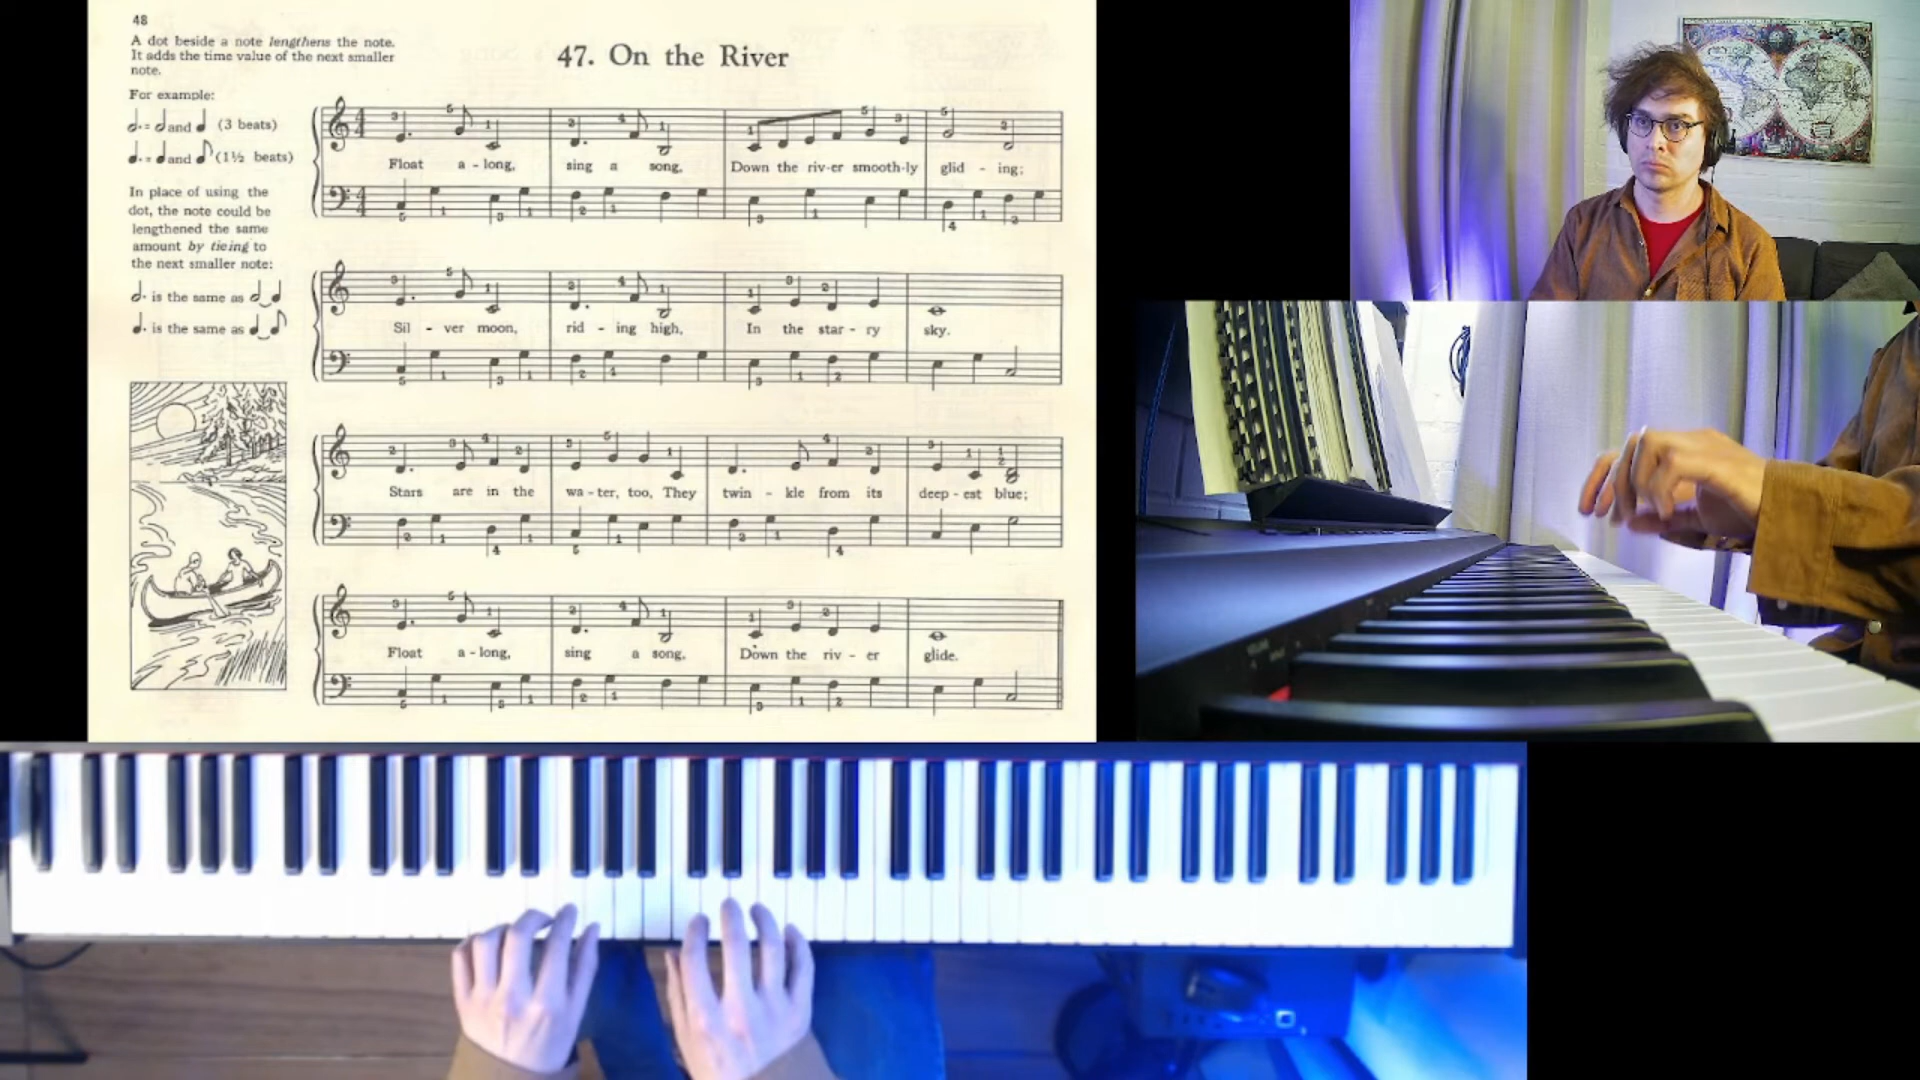 48
A dot beside a note lengthens the note.
It adds the time value of the next smaller
note.
For example:
and (3 beats)
and (1½ beats)
In place of using the
dot, the note could be
lengthened the same
amount by tieing to
the next smaller note:
is the same as
is the same as
47. On the River
Float a - long, sing a song, Down the riv-er smooth-ly glid - ing;
Sil - ver moon, rid - ing high, In the star - ry sky.
Stars are in the wa - ter, too, They twin - kle from its deep - est blue;
Float a - long, sing a song, Down the riv - er glide.